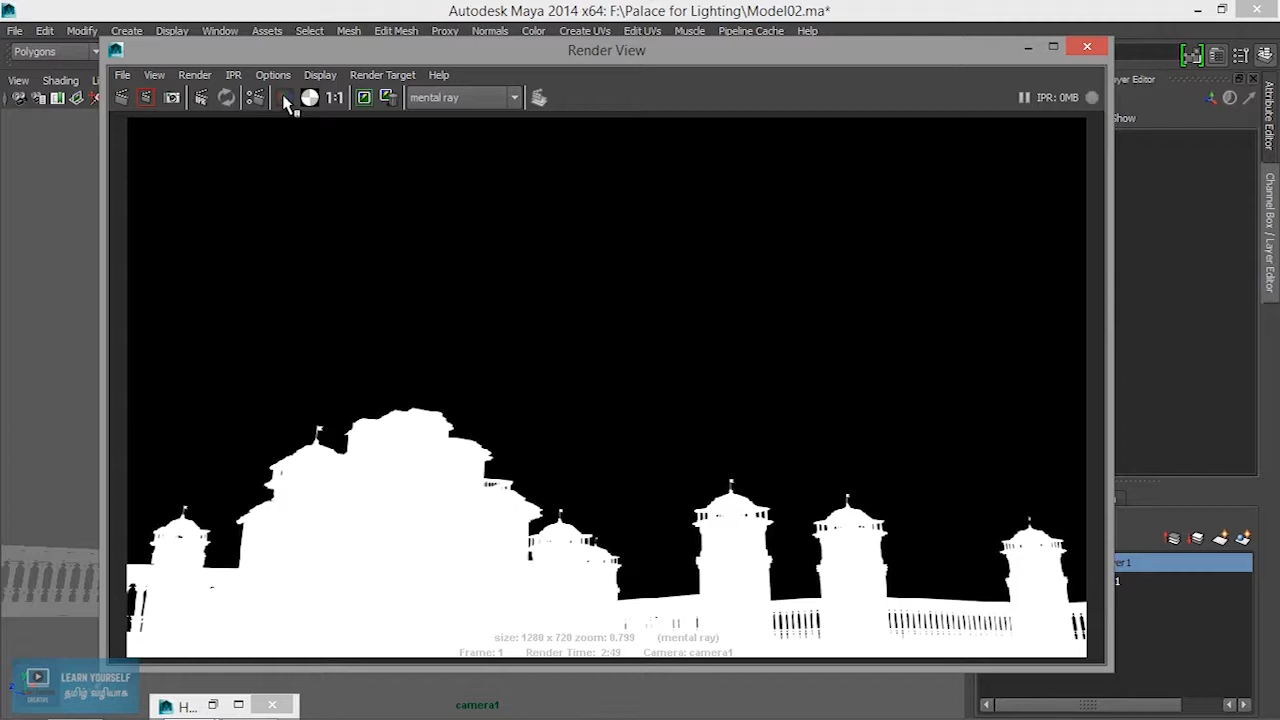 Autodesk Maya 2014 x64: F:\Palace for Lighting\Model02.ma*
File Edit Modify Create Display Window Assets Select Mesh Edit Mesh Proxy Normals Color Create UVs Edit UVs Muscle Pipeline Cache Help
Polygons
Render View
View Shading
File View Render IPR Options Display Render Target Help
1:1 mental ray IPR: 0MB
Show
Attribute Editor
Channel Box / Layer Editor
size: 1280 x 720 zoom: 0.799 (mental ray)
Frame: 1 Render Time: 2:49 Camera: camera1
LEARN YOURSELF
தமிழ் வழியாக
H...
camera1